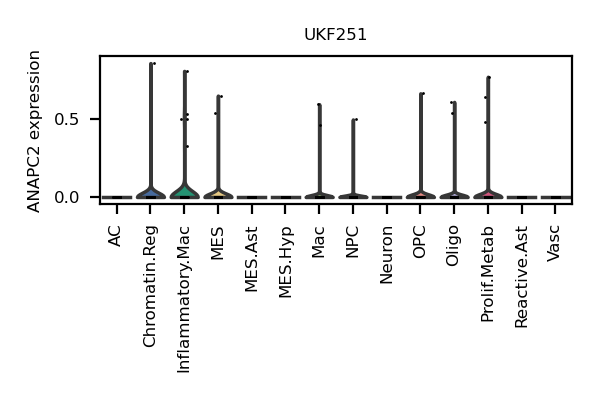 UKF251
ANAPC2 expression
0.5
0.0
AC
Chromatin.Reg
Inflammatory.Mac
MES
MES.Ast
MES.Hyp
Mac
NPC
Neuron
OPC
Oligo
Prolif.Metab
Reactive.Ast
Vasc